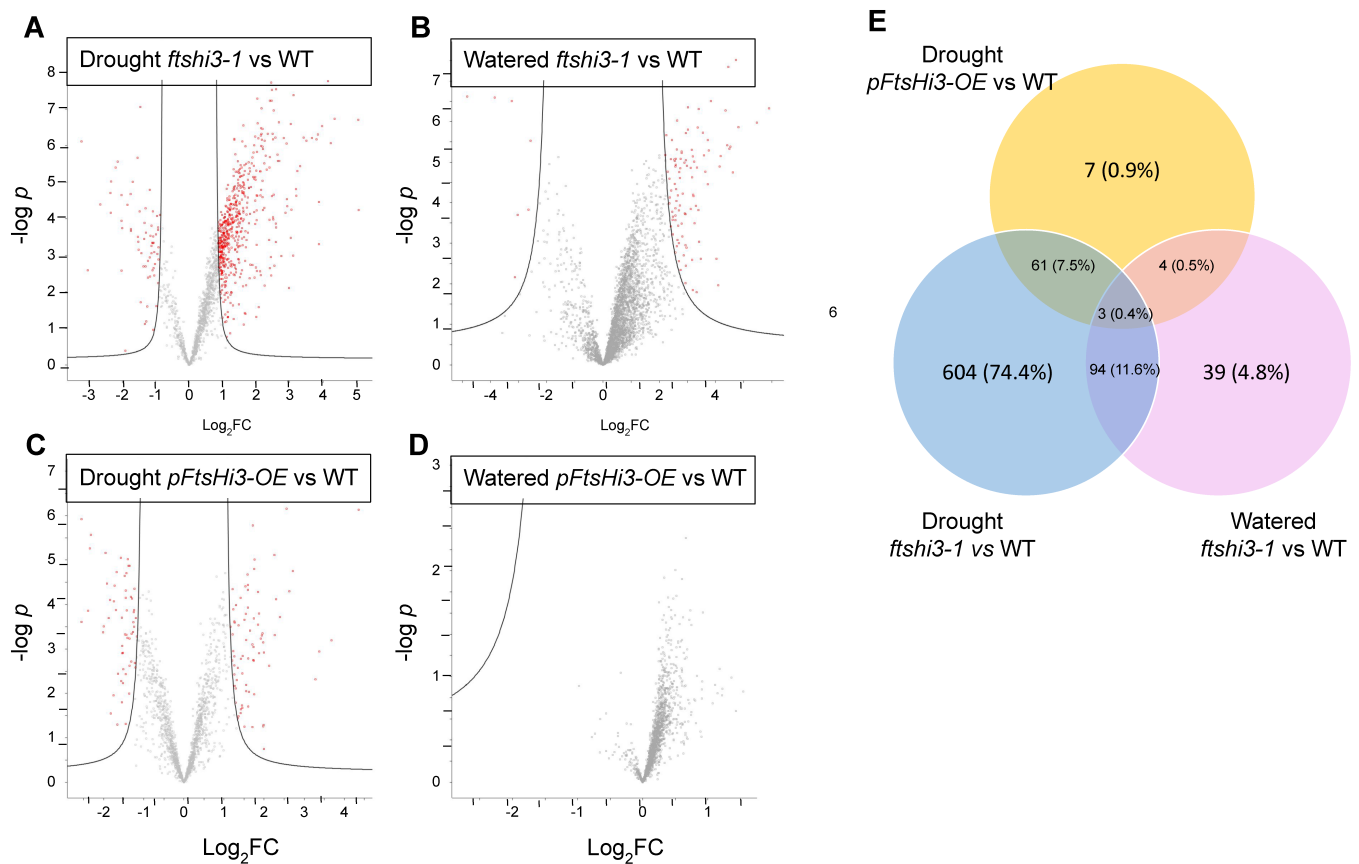 A
Drought ftshi3-1 vs WT
8
7
6
5
4
3
2
1
0
-log p
-3 -2 -1 0 1 2 3 4 5
Log2FC
B
Watered ftshi3-1 vs WT
7
6
5
4
3
2
1
0
-log p
-4 -2 0 2 4
Log2FC
C
Drought pFtsHi3-OE vs WT
7
6
5
4
3
2
1
0
-log p
-2 -1 0 1 2 3 4
Log2FC
D
Watered pFtsHi3-OE vs WT
3
2
1
0
-log p
-2 -1 0 1
Log2FC
6
E
Drought
pFtsHi3-OE vs WT
7 (0.9%)
61 (7.5%)
4 (0.5%)
3 (0.4%)
604 (74.4%)
94 (11.6%)
39 (4.8%)
Drought
ftshi3-1 vs WT
Watered
ftshi3-1 vs WT